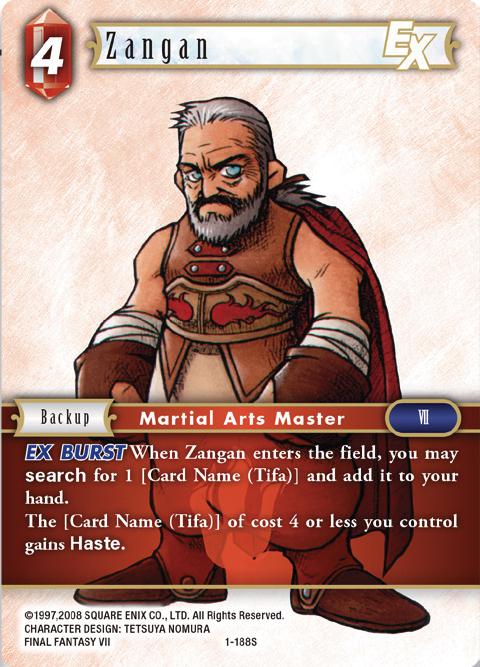 4
Zangan
EX
Backup
Martial Arts Master
VII
EX BURST When Zangan enters the field, you may
search for 1 [Card Name (Tifa)] and add it to your
hand.
The [Card Name (Tifa)] of cost 4 or less you control
gains Haste.
©1997,2008 SQUARE ENIX CO., LTD. All Rights Reserved.
CHARACTER DESIGN: TETSUYA NOMURA
FINAL FANTASY VII
1-188S